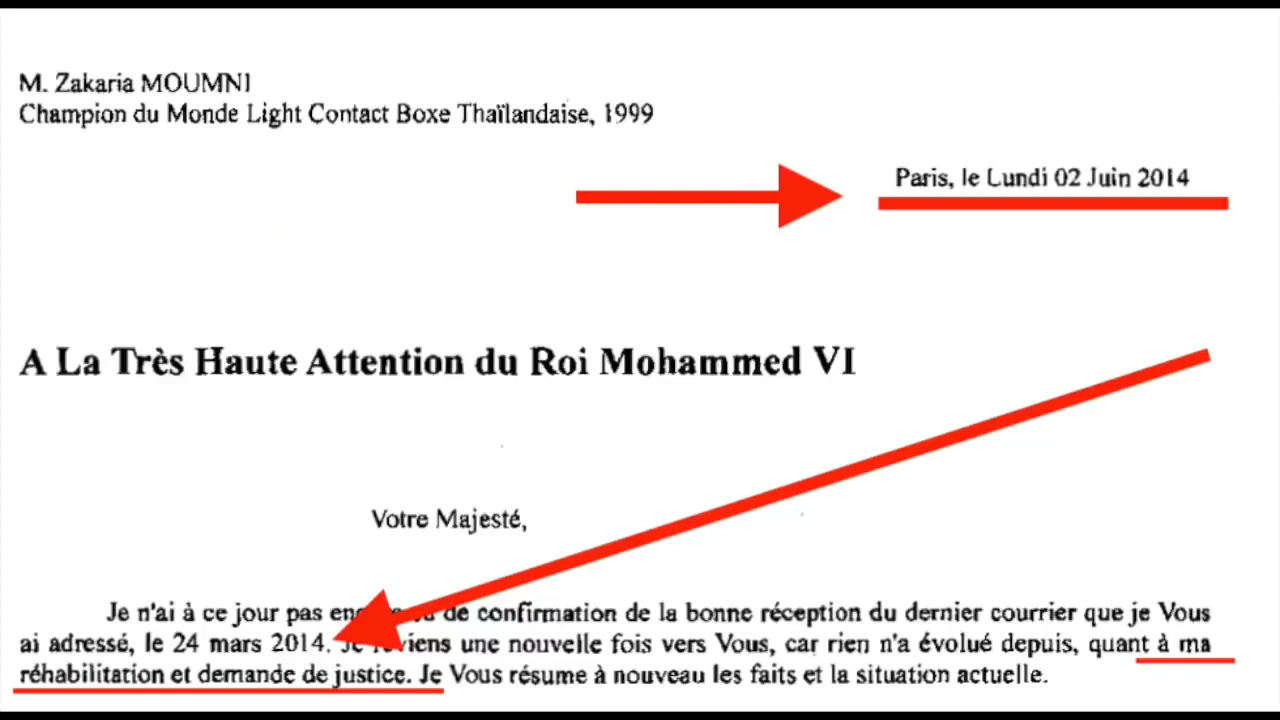 M. Zakaria MOUMNI
Champion du Monde Light Contact Boxe Thaïlandaise, 1999
Paris, le Lundi 02 Juin 2014
A La Très Haute Attention du Roi Mohammed VI
Votre Majesté,
Je n'ai à ce jour pas de confirmation de la bonne réception du dernier courrier que je Vous
ai adressé, le 24 mars 2014. Je reviens une nouvelle fois vers Vous, car rien n'a évolué depuis, quant à ma
réhabilitation et demande de justice. Je Vous résume à nouveau les faits et la situation actuelle.